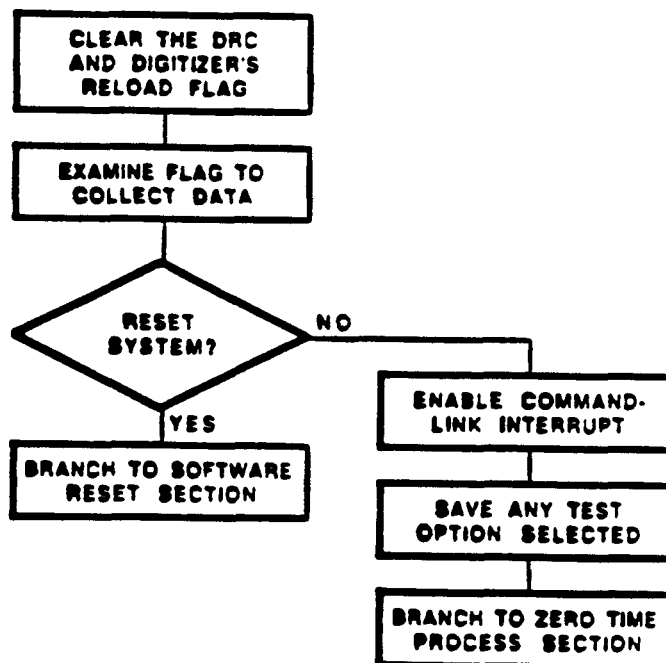 CLEAR THE DRC
AND DIGITIZER'S
RELOAD FLAG
EXAMINE FLAG TO
COLLECT DATA
RESET
SYSTEM?
NO
YES
BRANCH TO SOFTWARE
RESET SECTION
ENABLE COMMAND-
LINK INTERRUPT
SAVE ANY TEST
OPTION SELECTED
BRANCH TO ZERO TIME
PROCESS SECTION